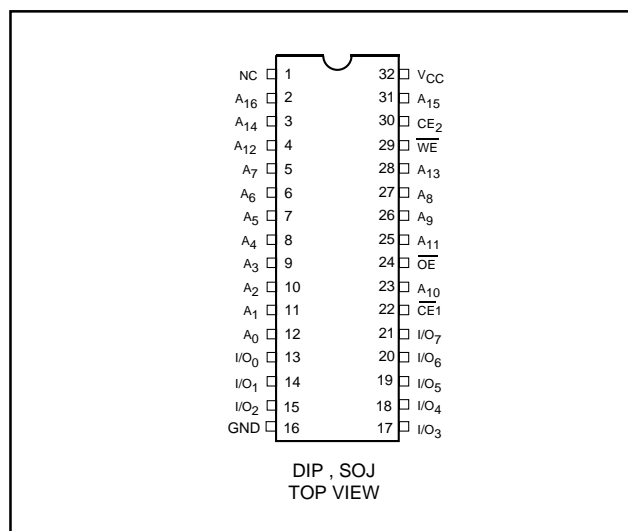 NC 1 32 VCC
A16 2 31 A15
A14 3 30 CE2
A12 4 29 W̅E̅
A7 5 28 A13
A6 6 27 A8
A5 7 26 A9
A4 8 25 A11
A3 9 24 O̅E̅
A2 10 23 A10
A1 11 22 C̅E̅1
A0 12 21 I/O7
I/O0 13 20 I/O6
I/O1 14 19 I/O5
I/O2 15 18 I/O4
GND 16 17 I/O3
DIP , SOJ
TOP VIEW